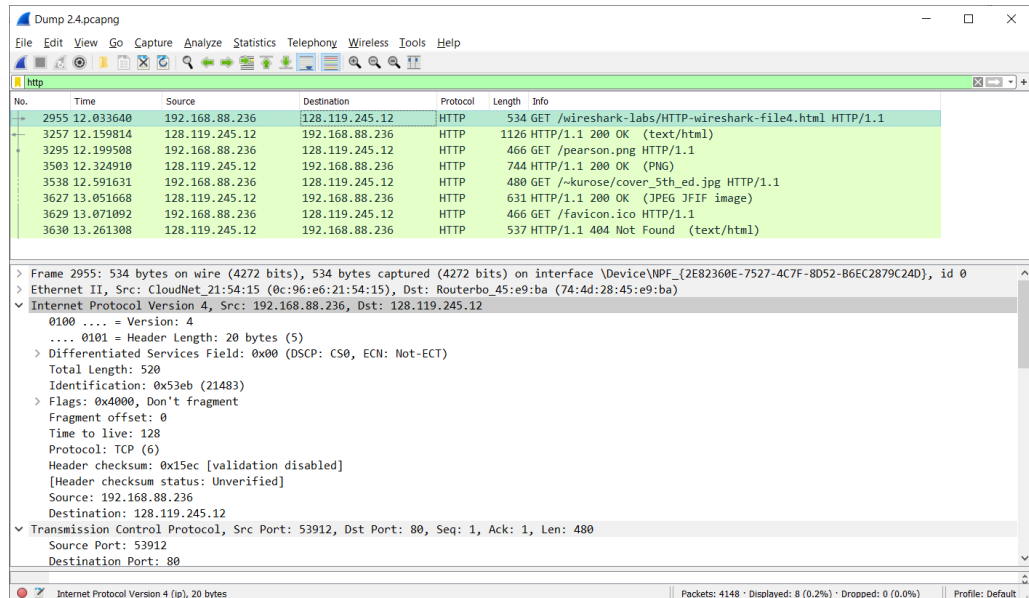 Dump 2.4.pcapng
File Edit View Go Capture Analyze Statistics Telephony Wireless Tools Help
http
No. Time Source Destination Protocol Length Info
2955 12.033640 192.168.88.236 128.119.245.12 HTTP 534 GET /wireshark-labs/HTTP-wireshark-file4.html HTTP/1.1
3257 12.159814 128.119.245.12 192.168.88.236 HTTP 1126 HTTP/1.1 200 OK (text/html)
3295 12.199508 192.168.88.236 128.119.245.12 HTTP 466 GET /pearson.png HTTP/1.1
3503 12.324910 128.119.245.12 192.168.88.236 HTTP 744 HTTP/1.1 200 OK (PNG)
3538 12.591631 192.168.88.236 128.119.245.12 HTTP 480 GET /~kurose/cover_5th_ed.jpg HTTP/1.1
3627 13.051668 128.119.245.12 192.168.88.236 HTTP 631 HTTP/1.1 200 OK (JPEG JFIF image)
3629 13.071092 192.168.88.236 128.119.245.12 HTTP 466 GET /favicon.ico HTTP/1.1
3630 13.261308 128.119.245.12 192.168.88.236 HTTP 537 HTTP/1.1 404 Not Found (text/html)
> Frame 2955: 534 bytes on wire (4272 bits), 534 bytes captured (4272 bits) on interface \Device\NPF_{2E82360E-7527-4C7F-8D52-B6EC2879C24D}, id 0
> Ethernet II, Src: CloudNet_21:54:15 (0c:96:e6:21:54:15), Dst: Routerbo_45:e9:ba (74:4d:28:45:e9:ba)
Internet Protocol Version 4, Src: 192.168.88.236, Dst: 128.119.245.12
0100 .... = Version: 4
.... 0101 = Header Length: 20 bytes (5)
> Differentiated Services Field: 0x00 (DSCP: CS0, ECN: Not-ECT)
Total Length: 520
Identification: 0x53eb (21483)
> Flags: 0x4000, Don't fragment
Fragment offset: 0
Time to live: 128
Protocol: TCP (6)
Header checksum: 0x15ec [validation disabled]
[Header checksum status: Unverified]
Source: 192.168.88.236
Destination: 128.119.245.12
Transmission Control Protocol, Src Port: 53912, Dst Port: 80, Seq: 1, Ack: 1, Len: 480
Source Port: 53912
Destination Port: 80
Internet Protocol Version 4 (ip), 20 bytes Packets: 4148 · Displayed: 8 (0.2%) · Dropped: 0 (0.0%) Profile: Default